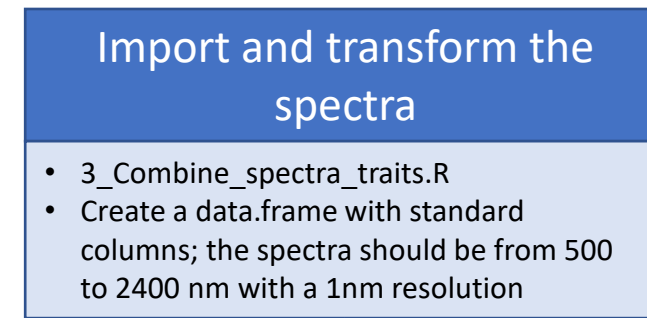 Import and transform the
spectra
• 3_Combine_spectra_traits.R
• Create a data.frame with standard
columns; the spectra should be from 500
to 2400 nm with a 1nm resolution